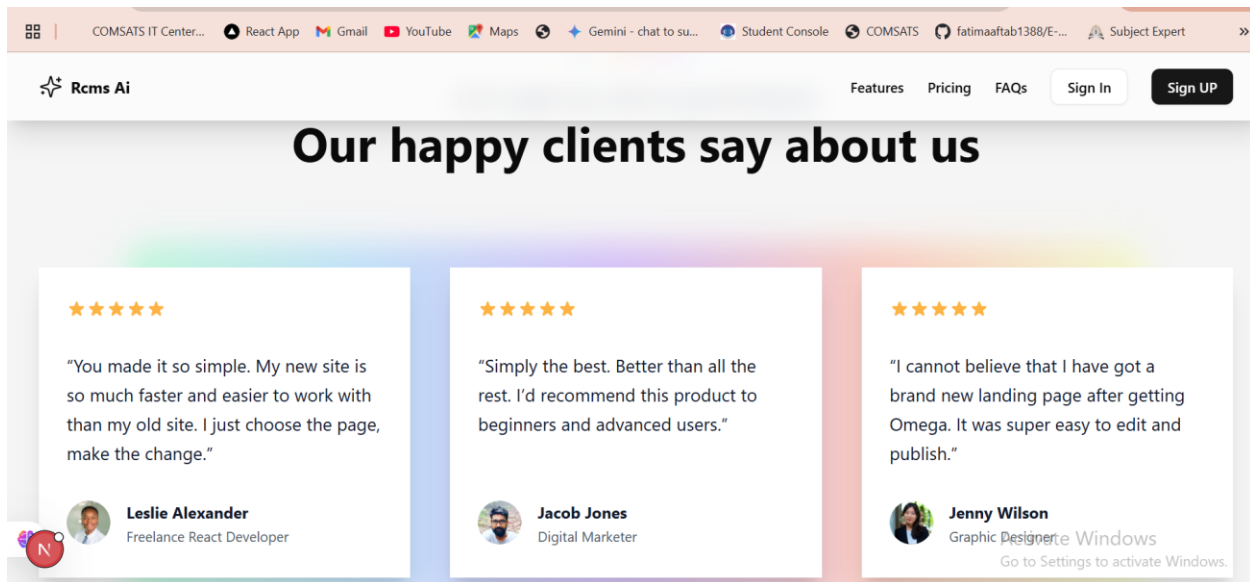 COMSATS IT Center... React App Gmail YouTube Maps Gemini - chat to su... Student Console COMSATS fatimaaftab1388/E-... Subject Expert »
Rcms Ai Features Pricing FAQs Sign In Sign UP
Our happy clients say about us
“You made it so simple. My new site is
so much faster and easier to work with
than my old site. I just choose the page,
make the change.”
Leslie Alexander
Freelance React Developer
“Simply the best. Better than all the
rest. I’d recommend this product to
beginners and advanced users.”
Jacob Jones
Digital Marketer
“I cannot believe that I have got a
brand new landing page after getting
Omega. It was super easy to edit and
publish.”
Jenny Wilson
Graphic Designer
N
Activate Windows
Go to Settings to activate Windows.